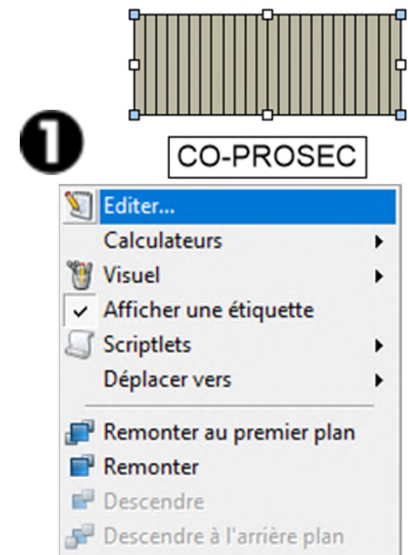 1
CO-PROSEC
Editer...
Calculateurs
Visuel
Afficher une étiquette
Scriptlets
Déplacer vers
Remonter au premier plan
Remonter
Descendre
Descendre à l'arrière plan